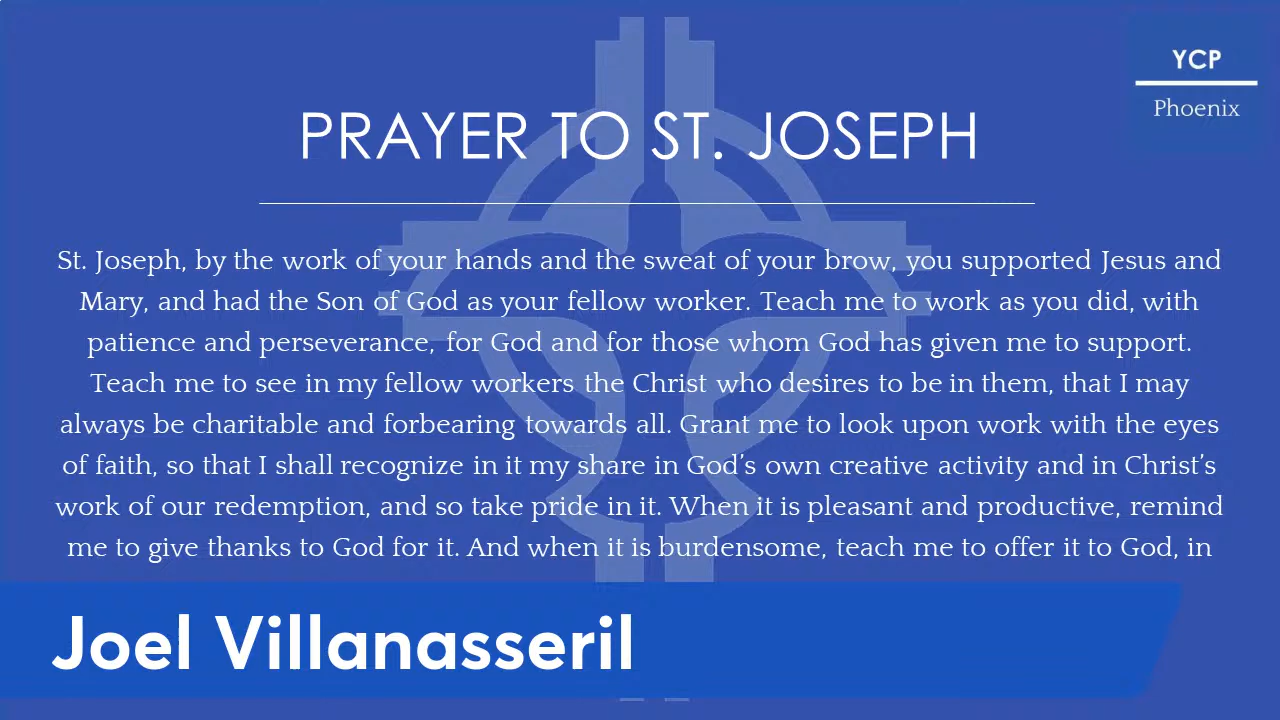 YCP
Phoenix
PRAYER TO ST. JOSEPH
St. Joseph, by the work of your hands and the sweat of your brow, you supported Jesus and
Mary, and had the Son of God as your fellow worker. Teach me to work as you did, with
patience and perseverance, for God and for those whom God has given me to support.
Teach me to see in my fellow workers the Christ who desires to be in them, that I may
always be charitable and forbearing towards all. Grant me to look upon work with the eyes
of faith, so that I shall recognize in it my share in God’s own creative activity and in Christ’s
work of our redemption, and so take pride in it. When it is pleasant and productive, remind
me to give thanks to God for it. And when it is burdensome, teach me to offer it to God, in
Joel Villanasseril